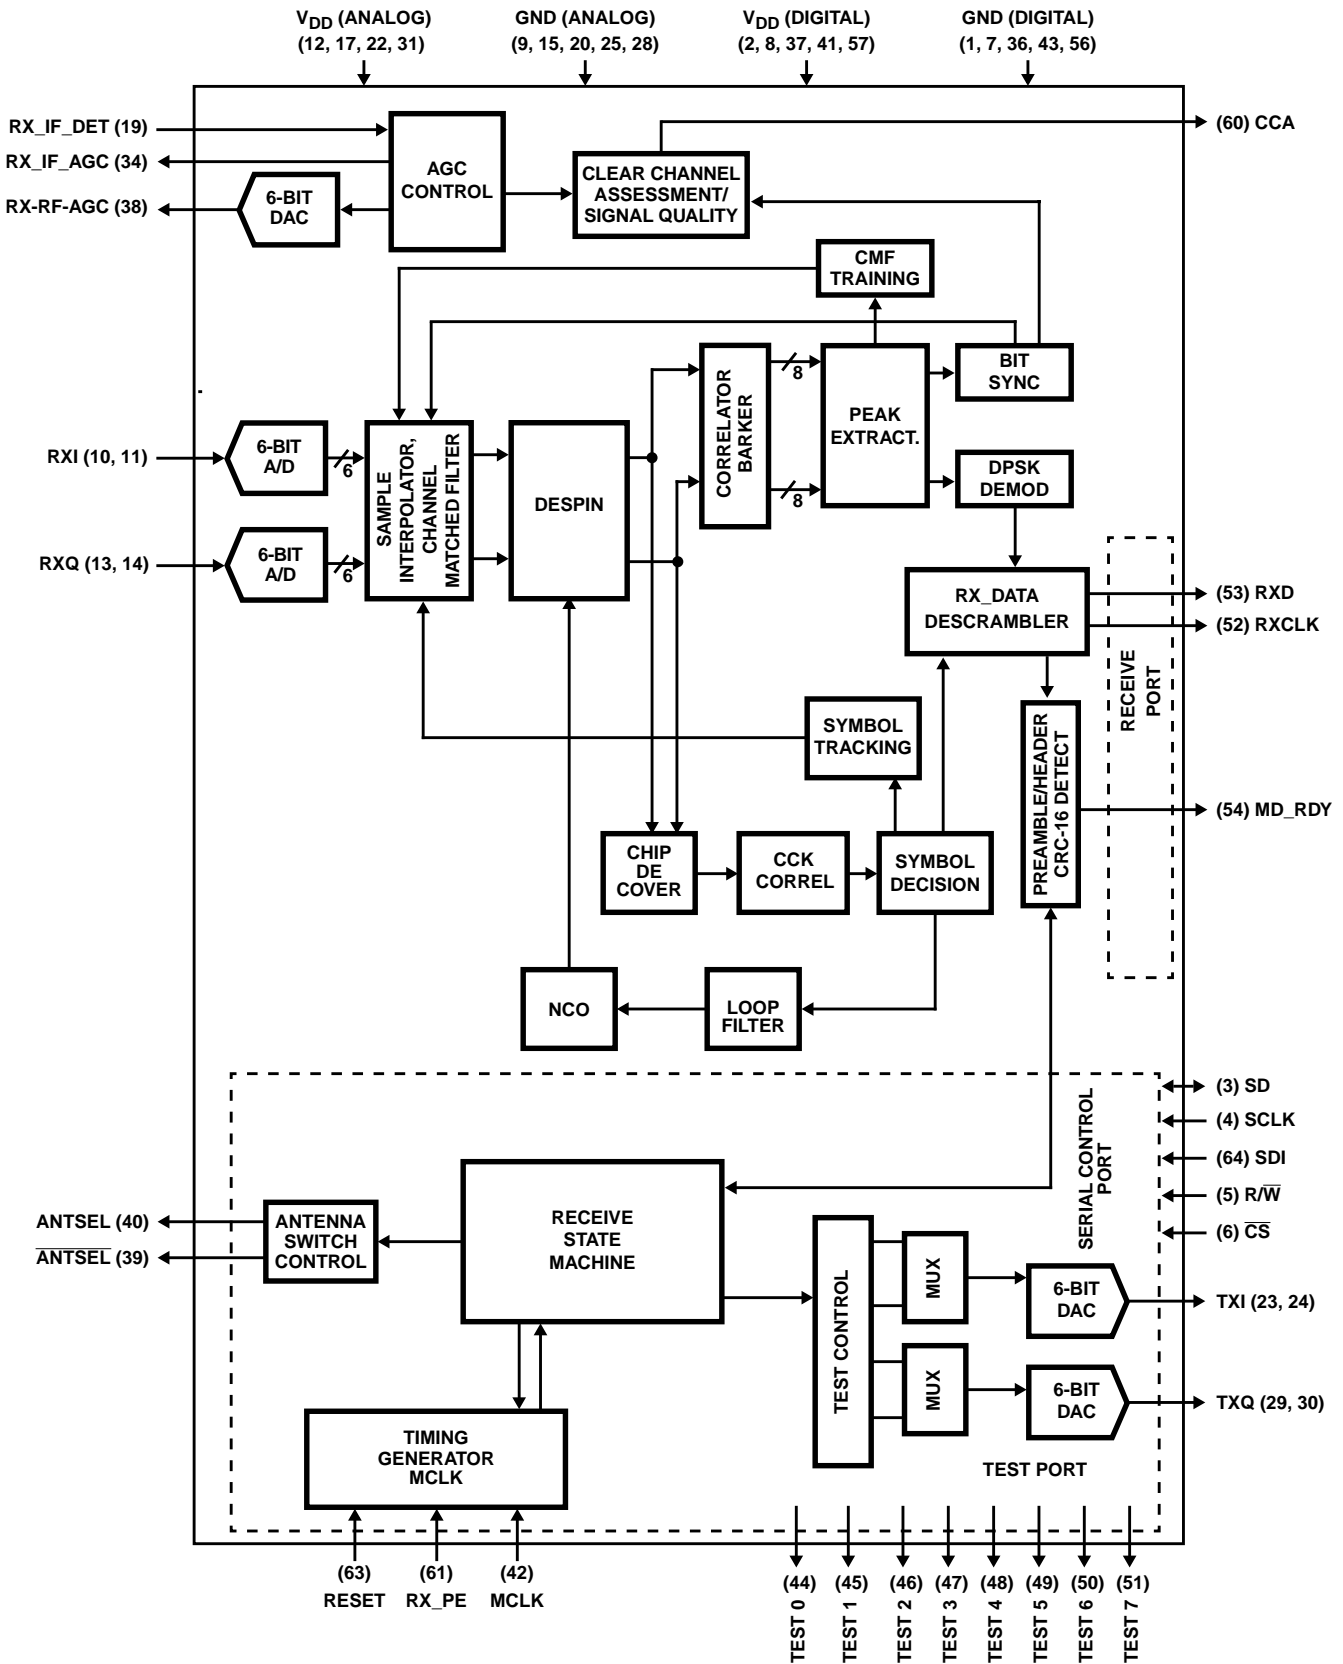 V_DD (ANALOG)
(12, 17, 22, 31)
GND (ANALOG)
(9, 15, 20, 25, 28)
V_DD (DIGITAL)
(2, 8, 37, 41, 57)
GND (DIGITAL)
(1, 7, 36, 43, 56)
RX_IF_DET (19)
RX_IF_AGC (34)
RX-RF-AGC (38)
6-BIT
DAC
AGC
CONTROL
CLEAR CHANNEL
ASSESSMENT/
SIGNAL QUALITY
(60) CCA
CMF
TRAINING
RXI (10, 11)
6-BIT
A/D
6
RXQ (13, 14)
6-BIT
A/D
6
SAMPLE
INTERPOLATOR,
CHANNEL
MATCHED FILTER
DESPIN
CORRELATOR
BARKER
8
8
PEAK
EXTRACT.
BIT
SYNC
DPSK
DEMOD
RX_DATA
DESCRAMBLER
(53) RXD
(52) RXCLK
RECEIVE
PORT
SYMBOL
TRACKING
PREAMBLE/HEADER
CRC-16 DETECT
(54) MD_RDY
CHIP
DE
COVER
CCK
CORREL
SYMBOL
DECISION
NCO
LOOP
FILTER
SERIAL CONTROL
PORT
(3) SD
(4) SCLK
(64) SDI
(5) R/W̅
(6) C̅S̅
ANTSEL (40)
A̅N̅T̅S̅E̅L̅ (39)
ANTENNA
SWITCH
CONTROL
RECEIVE
STATE
MACHINE
TEST CONTROL
MUX
6-BIT
DAC
TXI (23, 24)
MUX
6-BIT
DAC
TXQ (29, 30)
TEST PORT
TIMING
GENERATOR
MCLK
(63)
RESET
(61)
RX_PE
(42)
MCLK
(44)
TEST 0
(45)
TEST 1
(46)
TEST 2
(47)
TEST 3
(48)
TEST 4
(49)
TEST 5
(50)
TEST 6
(51)
TEST 7